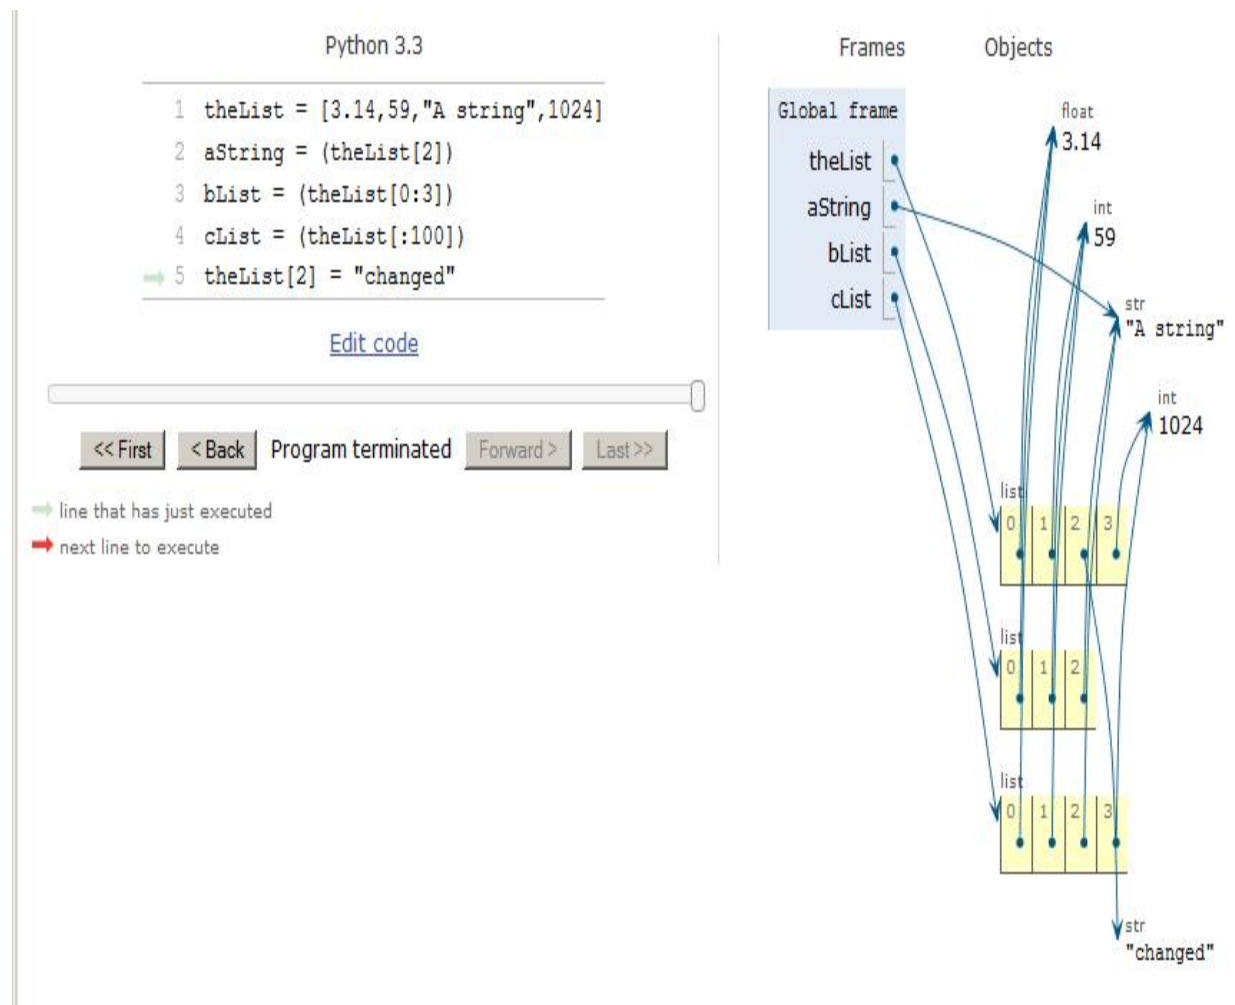 Python 3.3
1 theList = [3.14,59,"A string",1024]
2 aString = (theList[2])
3 bList = (theList[0:3])
4 cList = (theList[:100])
5 theList[2] = "changed"
Edit code
<< First < Back Program terminated Forward > Last >>
line that has just executed
next line to execute
Frames Objects
Global frame
theList
aString
bList
cList
float
3.14
int
59
str
"A string"
int
1024
list
0 1 2 3
list
0 1 2
list
0 1 2 3
str
"changed"